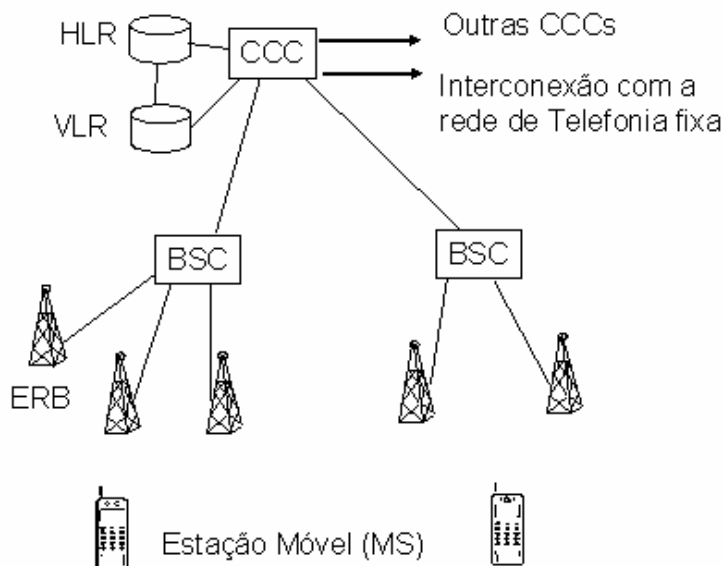 HLR
CCC
Outras CCCs
Interconexão com a
rede de Telefonia fixa
VLR
BSC
BSC
ERB
Estação Móvel (MS)